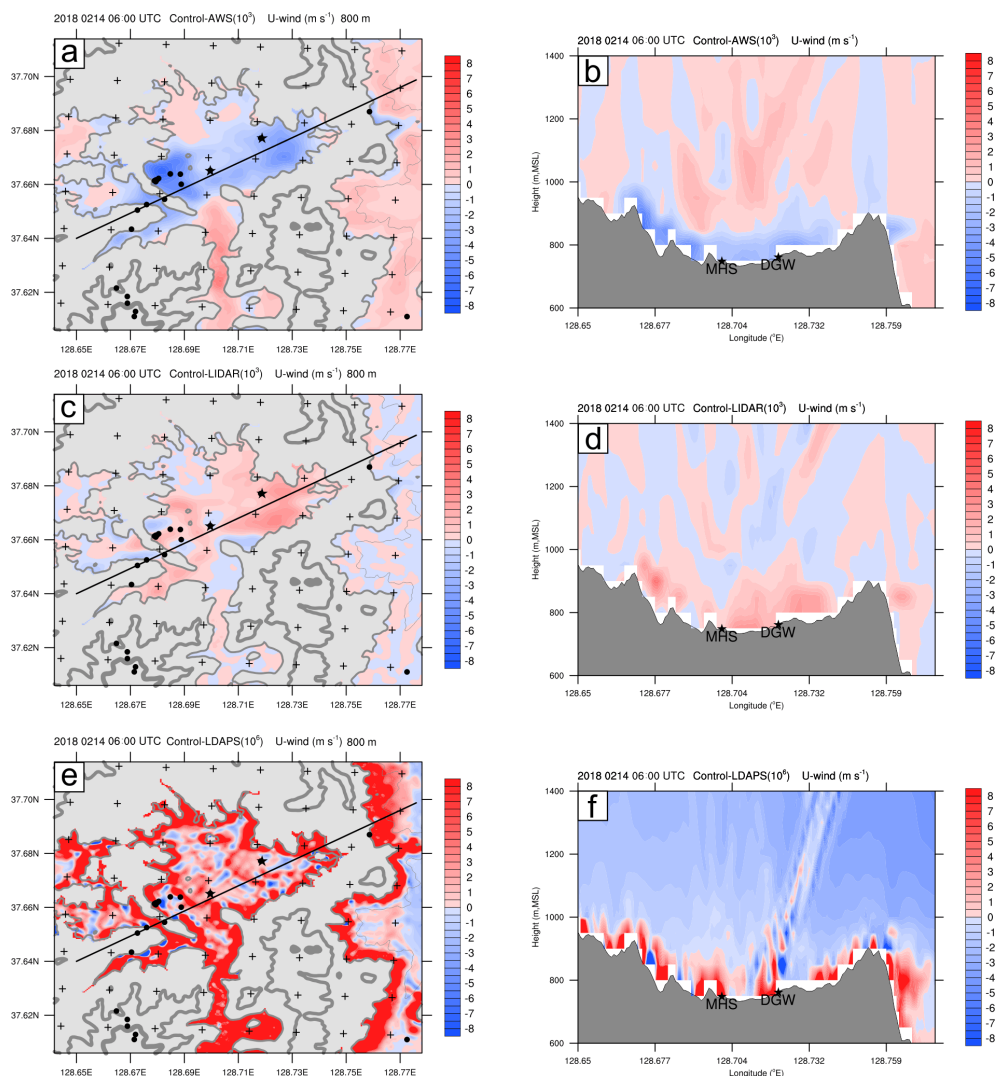 2018 0214 06:00 UTC Control-AWS(10³) U-wind (m s⁻¹) 800 m
a
37.70N
37.68N
37.66N
37.64N
37.62N
128.65E 128.67E 128.69E 128.71E 128.73E 128.75E 128.77E
8
7
6
5
4
3
2
1
0
-1
-2
-3
-4
-5
-6
-7
-8
2018 0214 06:00 UTC Control-AWS(10³) U-wind (m s⁻¹)
b
Height (m,MSL)
1400
1200
1000
800
600
MHS DGW
128.65 128.677 128.704 128.732 128.759
Longitude (°E)
8
7
6
5
4
3
2
1
0
-1
-2
-3
-4
-5
-6
-7
-8
2018 0214 06:00 UTC Control-LIDAR(10³) U-wind (m s⁻¹) 800 m
c
37.70N
37.68N
37.66N
37.64N
37.62N
128.65E 128.67E 128.69E 128.71E 128.73E 128.75E 128.77E
8
7
6
5
4
3
2
1
0
-1
-2
-3
-4
-5
-6
-7
-8
2018 0214 06:00 UTC Control-LIDAR(10³) U-wind (m s⁻¹)
d
Height (m,MSL)
1400
1200
1000
800
600
MHS DGW
128.65 128.677 128.704 128.732 128.759
Longitude (°E)
8
7
6
5
4
3
2
1
0
-1
-2
-3
-4
-5
-6
-7
-8
2018 0214 06:00 UTC Control-LDAPS(10⁶) U-wind (m s⁻¹) 800 m
e
37.70N
37.68N
37.66N
37.64N
37.62N
128.65E 128.67E 128.69E 128.71E 128.73E 128.75E 128.77E
8
7
6
5
4
3
2
1
0
-1
-2
-3
-4
-5
-6
-7
-8
2018 0214 06:00 UTC Control-LDAPS(10⁶) U-wind (m s⁻¹)
f
Height (m,MSL)
1400
1200
1000
800
600
MHS DGW
128.65 128.677 128.704 128.732 128.759
Longitude (°E)
8
7
6
5
4
3
2
1
0
-1
-2
-3
-4
-5
-6
-7
-8